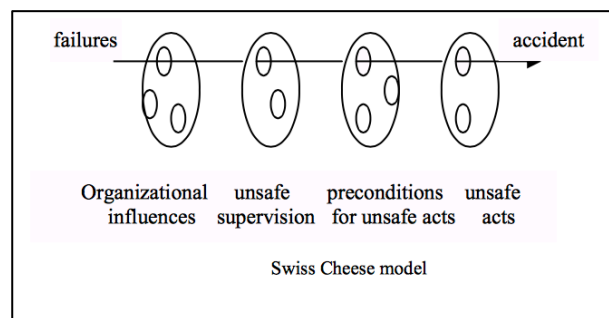 failures accident
Organizational unsafe preconditions unsafe
influences supervision for unsafe acts acts
Swiss Cheese model